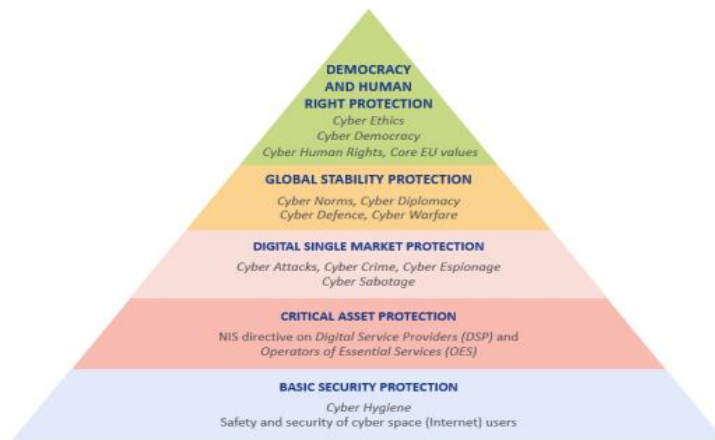 DEMOCRACY
AND HUMAN
RIGHT PROTECTION
Cyber Ethics
Cyber Democracy
Cyber Human Rights, Core EU values
GLOBAL STABILITY PROTECTION
Cyber Norms, Cyber Diplomacy
Cyber Defence, Cyber Warfare
DIGITAL SINGLE MARKET PROTECTION
Cyber Attacks, Cyber Crime, Cyber Espionage
Cyber Sabotage
CRITICAL ASSET PROTECTION
NIS directive on Digital Service Providers (DSP) and
Operators of Essential Services (OES)
BASIC SECURITY PROTECTION
Cyber Hygiene
Safety and security of cyber space (Internet) users